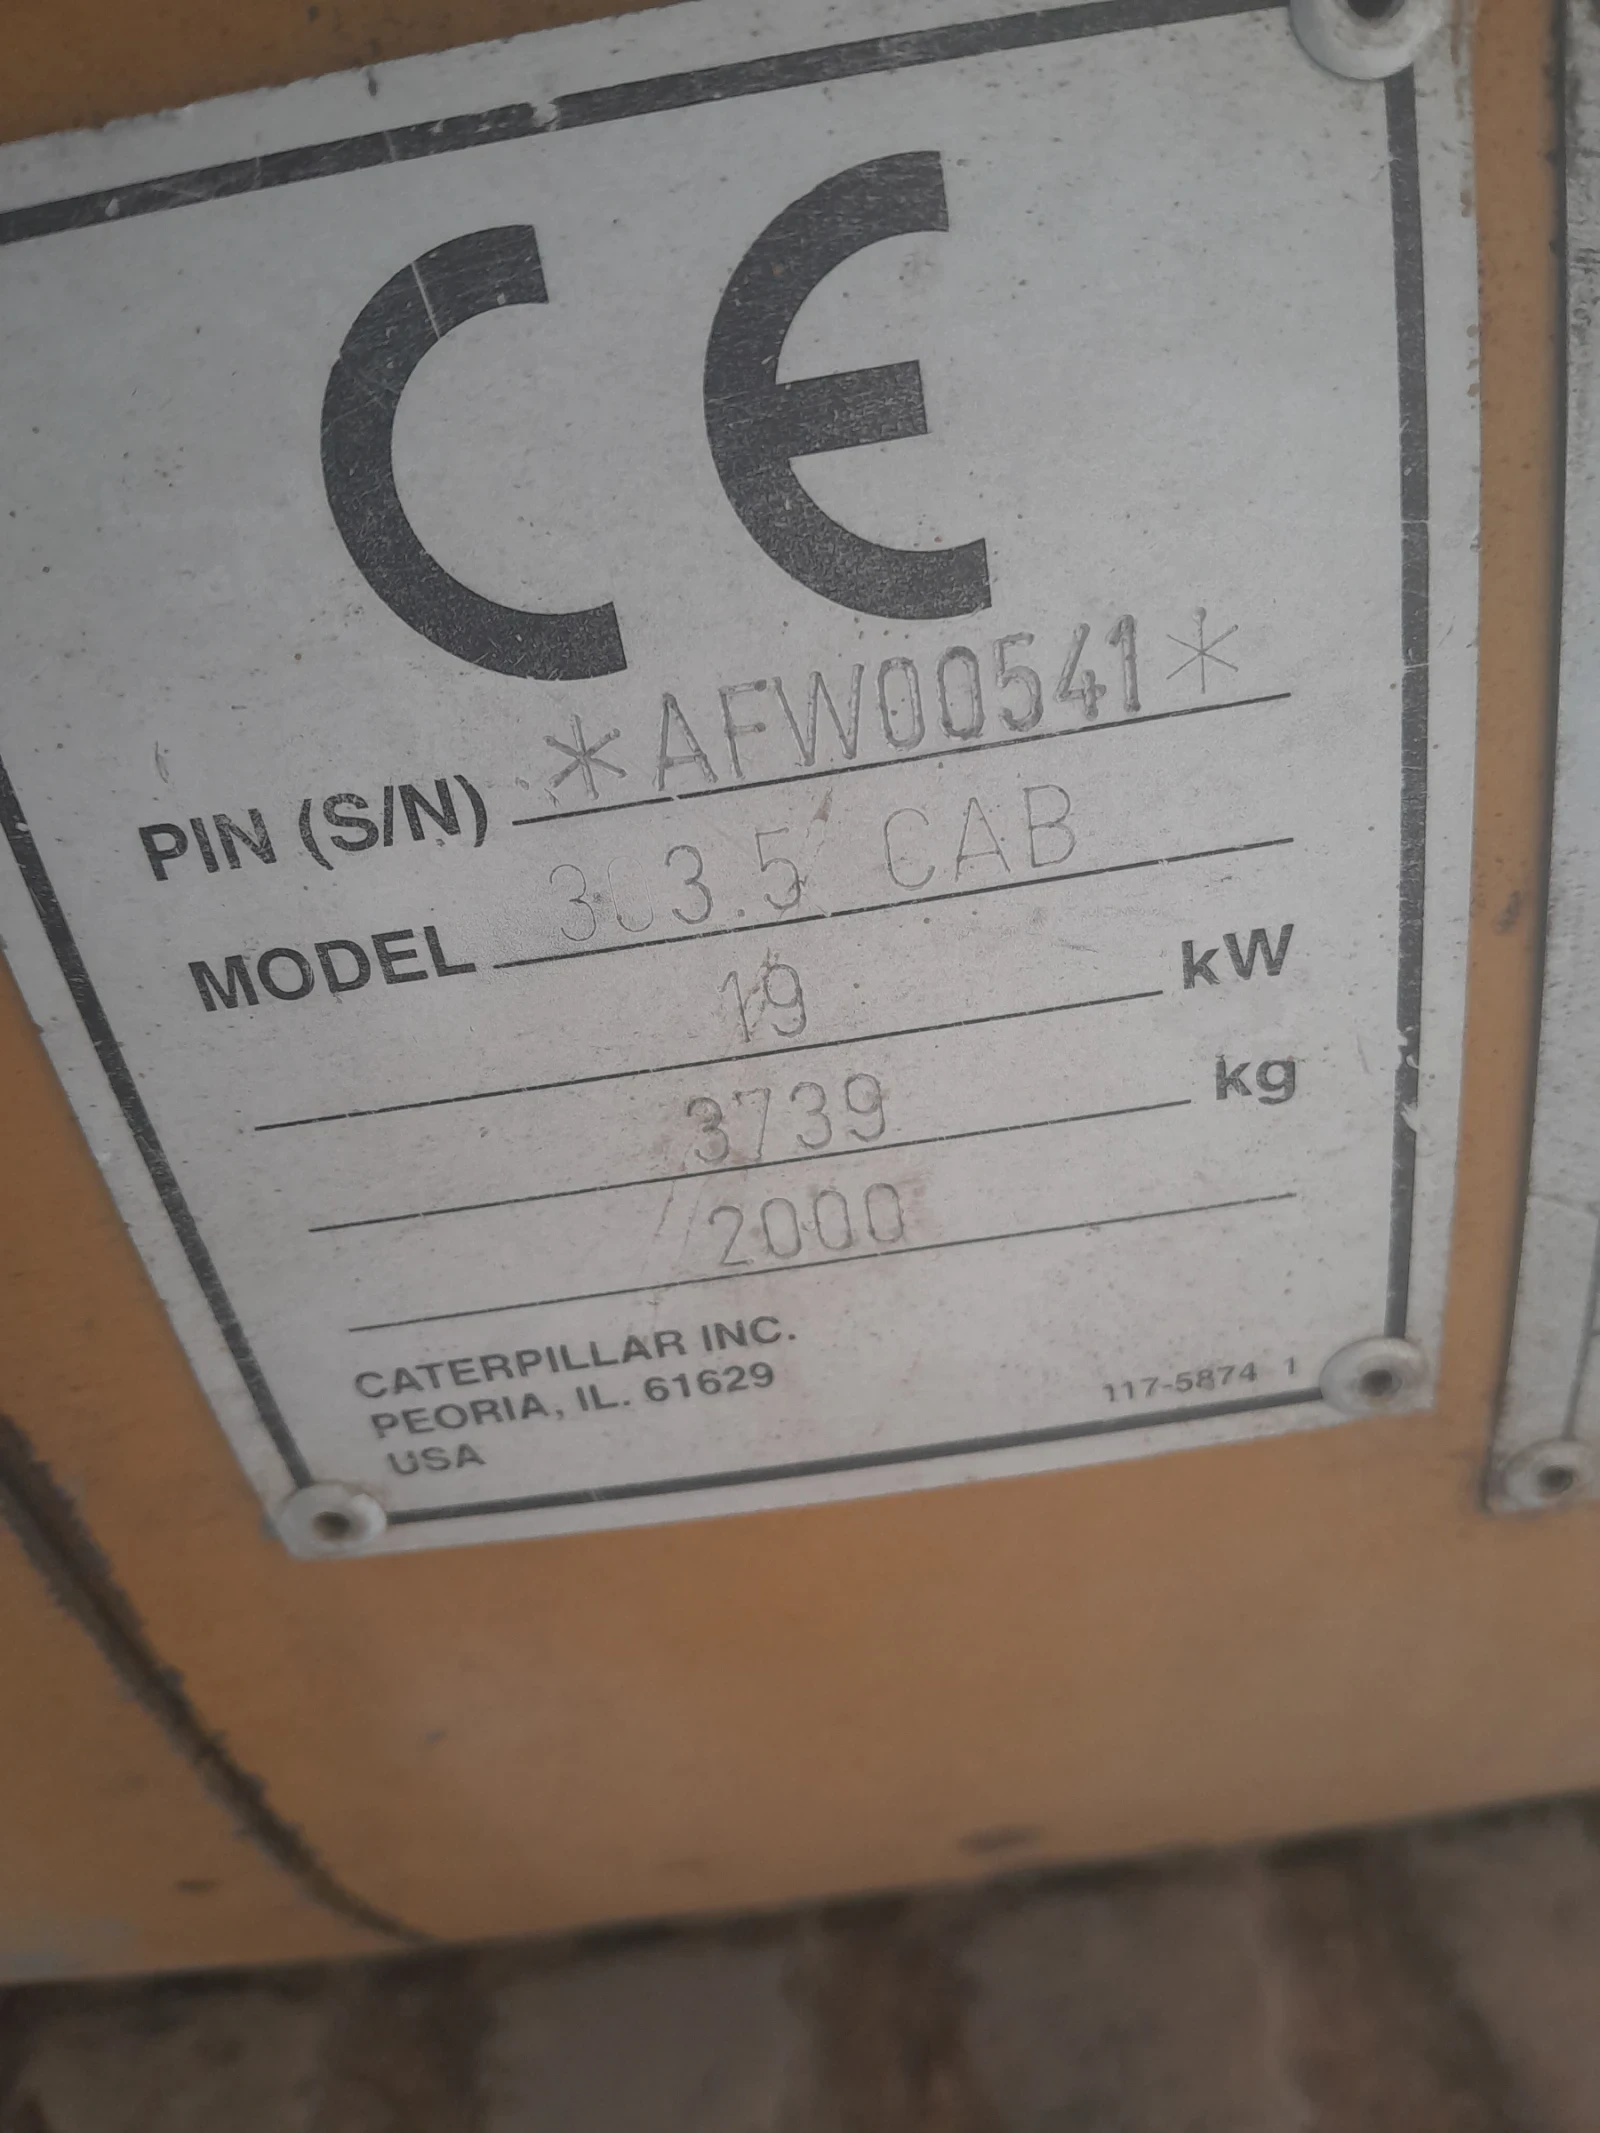 CE
PIN (S/N) *AFW00541*
MODEL 303.5 CAB
19 kW
3739 kg
2000
CATERPILLAR INC.
PEORIA, IL. 61629
USA
117-5874 1